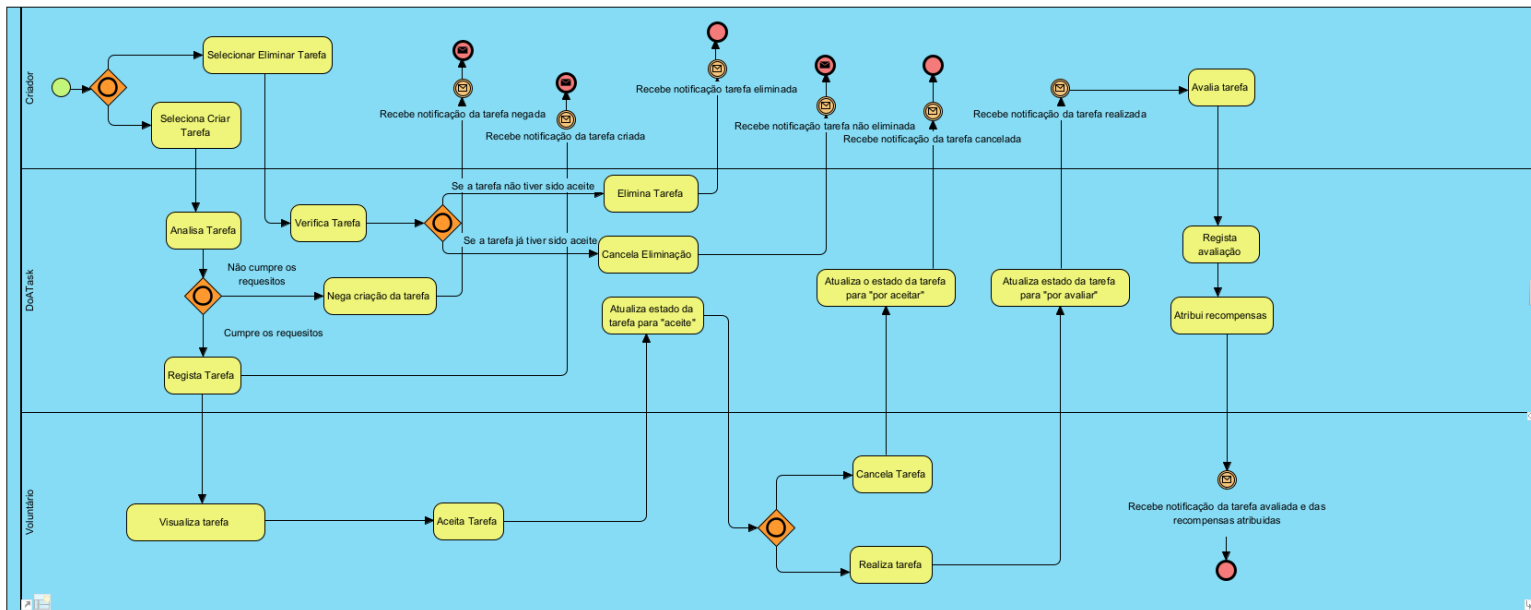 Criador
Selecionar Eliminar Tarefa
Seleciona Criar
Tarefa
Recebe notificação da tarefa negada
Recebe notificação da tarefa criada
Recebe notificação tarefa eliminada
Recebe notificação tarefa não eliminada
Recebe notificação da tarefa cancelada
Recebe notificação da tarefa realizada
Avalia tarefa
DoATask
Analisa Tarefa
Verifica Tarefa
Se a tarefa não tiver sido aceite
Elimina Tarefa
Se a tarefa já tiver sido aceite
Cancela Eliminação
Não cumpre os
requesitos
Nega criação da tarefa
Cumpre os requesitos
Regista Tarefa
Atualiza estado da
tarefa para "aceite"
Atualiza o estado da tarefa
para "por aceitar"
Atualiza estado da tarefa
para "por avaliar"
Regista
avaliação
Atribui recompensas
Voluntário
Visualiza tarefa
Aceita Tarefa
Cancela Tarefa
Realiza tarefa
Recebe notificação da tarefa avaliada e das
recompensas atribuidas